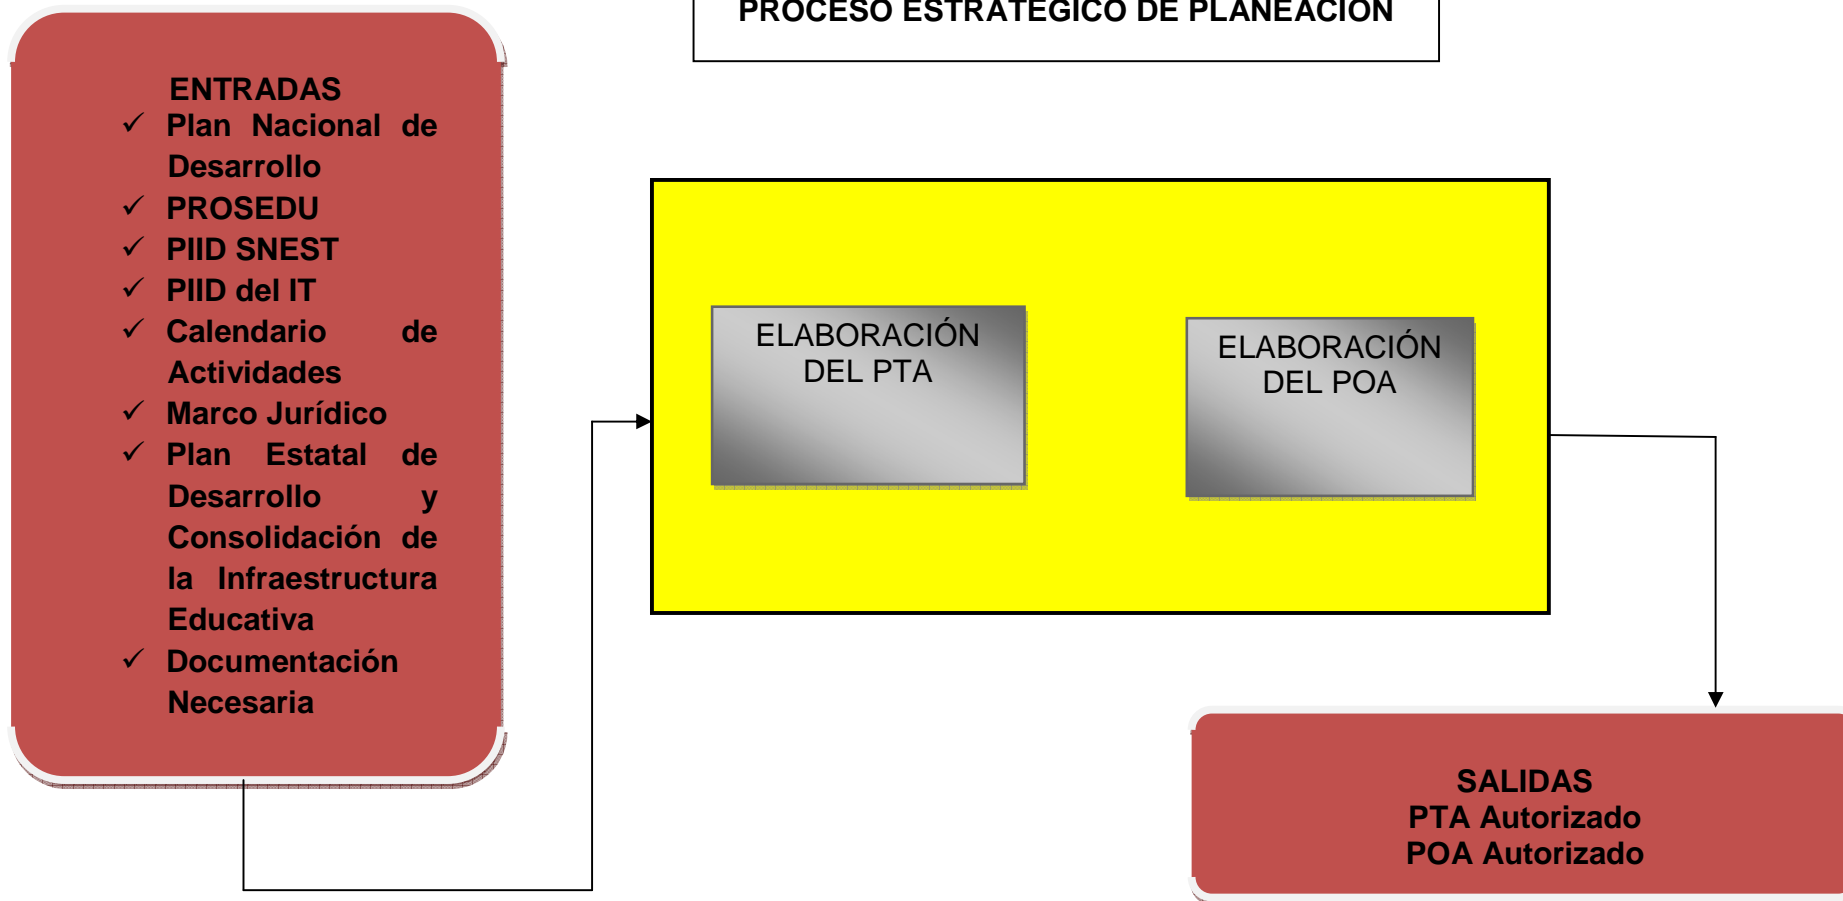 PROCESO ESTRATEGICO DE PLANEACION
ENTRADAS
✓ Plan Nacional de
Desarrollo
✓ PROSEDU
✓ PIID SNEST
✓ PIID del IT
✓ Calendario de
Actividades
✓ Marco Jurídico
✓ Plan Estatal de
Desarrollo y
Consolidación de
la Infraestructura
Educativa
✓ Documentación
Necesaria
ELABORACIÓN
DEL PTA
ELABORACIÓN
DEL POA
SALIDAS
PTA Autorizado
POA Autorizado